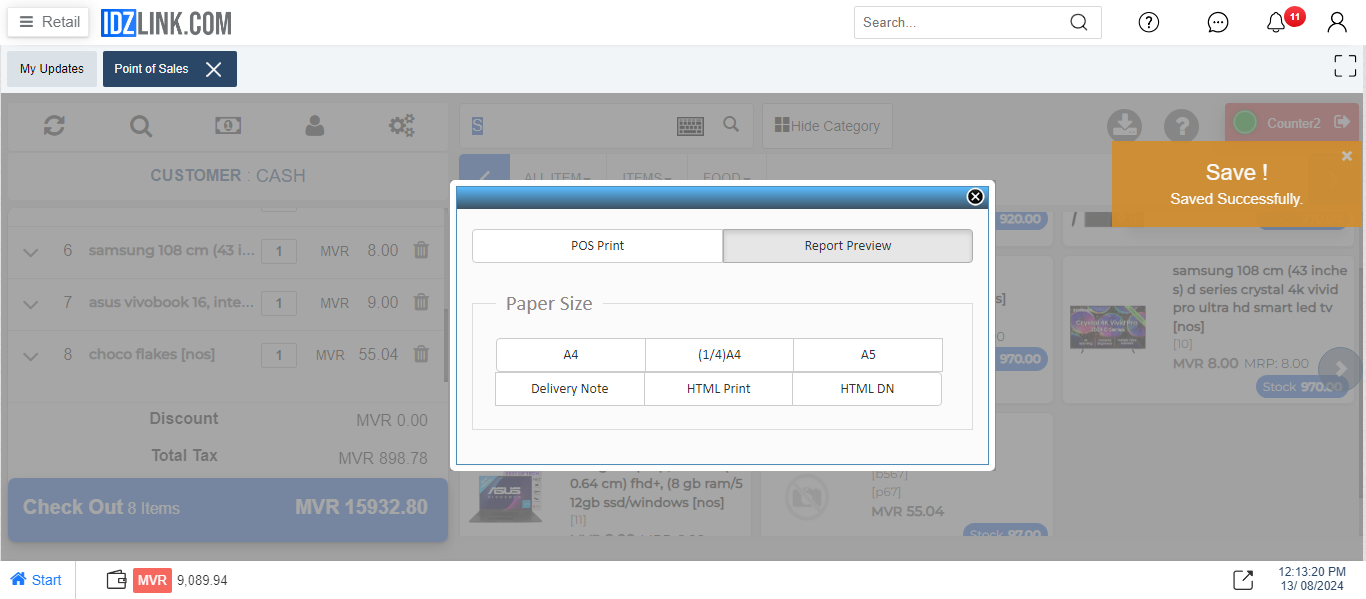 Retail
IDZLINK.COM
Search...
11
My Updates
Point of Sales
S
Hide Category
Counter2
CUSTOMER : CASH
ALL ITEM
ITEMS
FOOD
Save !
Saved Successfully.
920.00
6 samsung 108 cm (43 i... 1 MVR 8.00
7 asus vivobook 16, inte... 1 MVR 9.00
8 choco flakes [nos] 1 MVR 55.04
Discount MVR 0.00
Total Tax MVR 898.78
Check Out 8 Items MVR 15932.80
POS Print
Report Preview
Paper Size
A4
(1/4)A4
A5
Delivery Note
HTML Print
HTML DN
970.00
samsung 108 cm (43 inche
s) d series crystal 4k vivid
pro ultra hd smart led tv
[nos]
[10]
MVR 8.00 MRP: 8.00
Stock 970.00
ASUS
0.64 cm) fhd+, (8 gb ram/5
12gb ssd/windows [nos]
[11]
[b567]
[p67]
MVR 55.04
Stock 97.00
Start
MVR 9,089.94
12:13:20 PM
13/ 08/2024